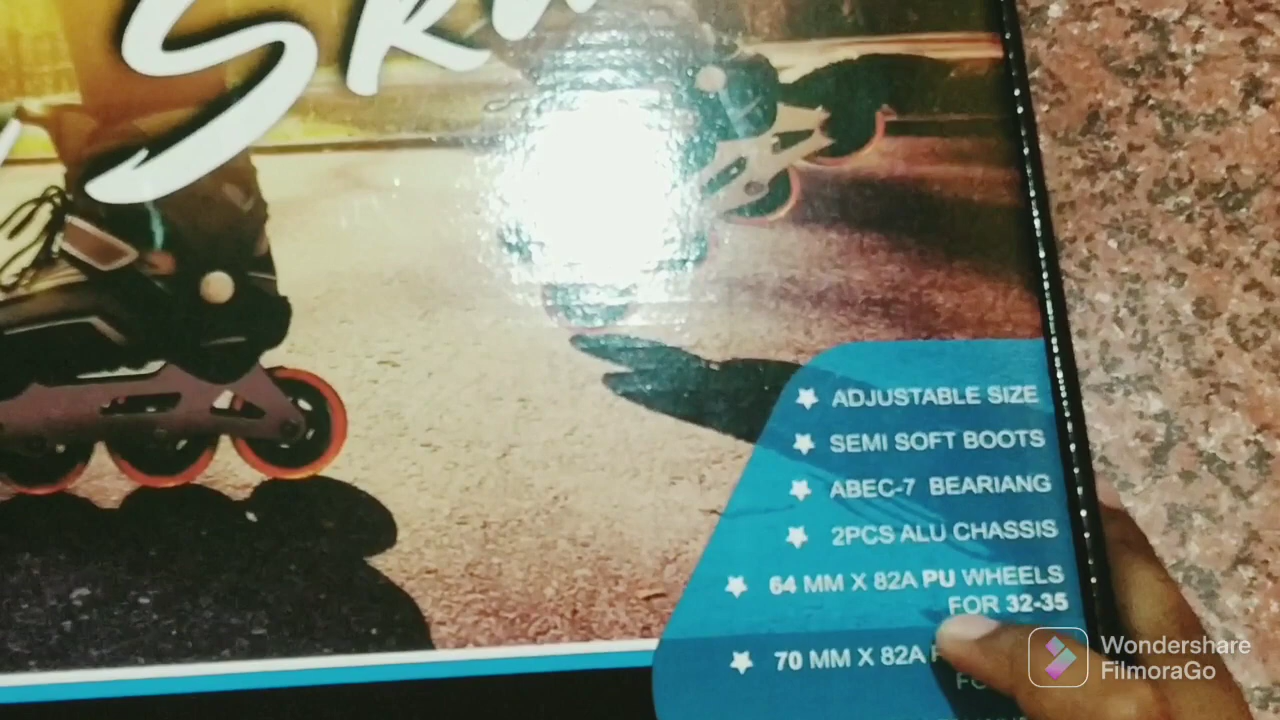 ADJUSTABLE SIZE
SEMI SOFT BOOTS
ABEC-7 BEARIANG
2PCS ALU CHASSIS
64 MM X 82A PU WHEELS
FOR 32-35
70 MM X 82A
Wondershare
FilmoraGo